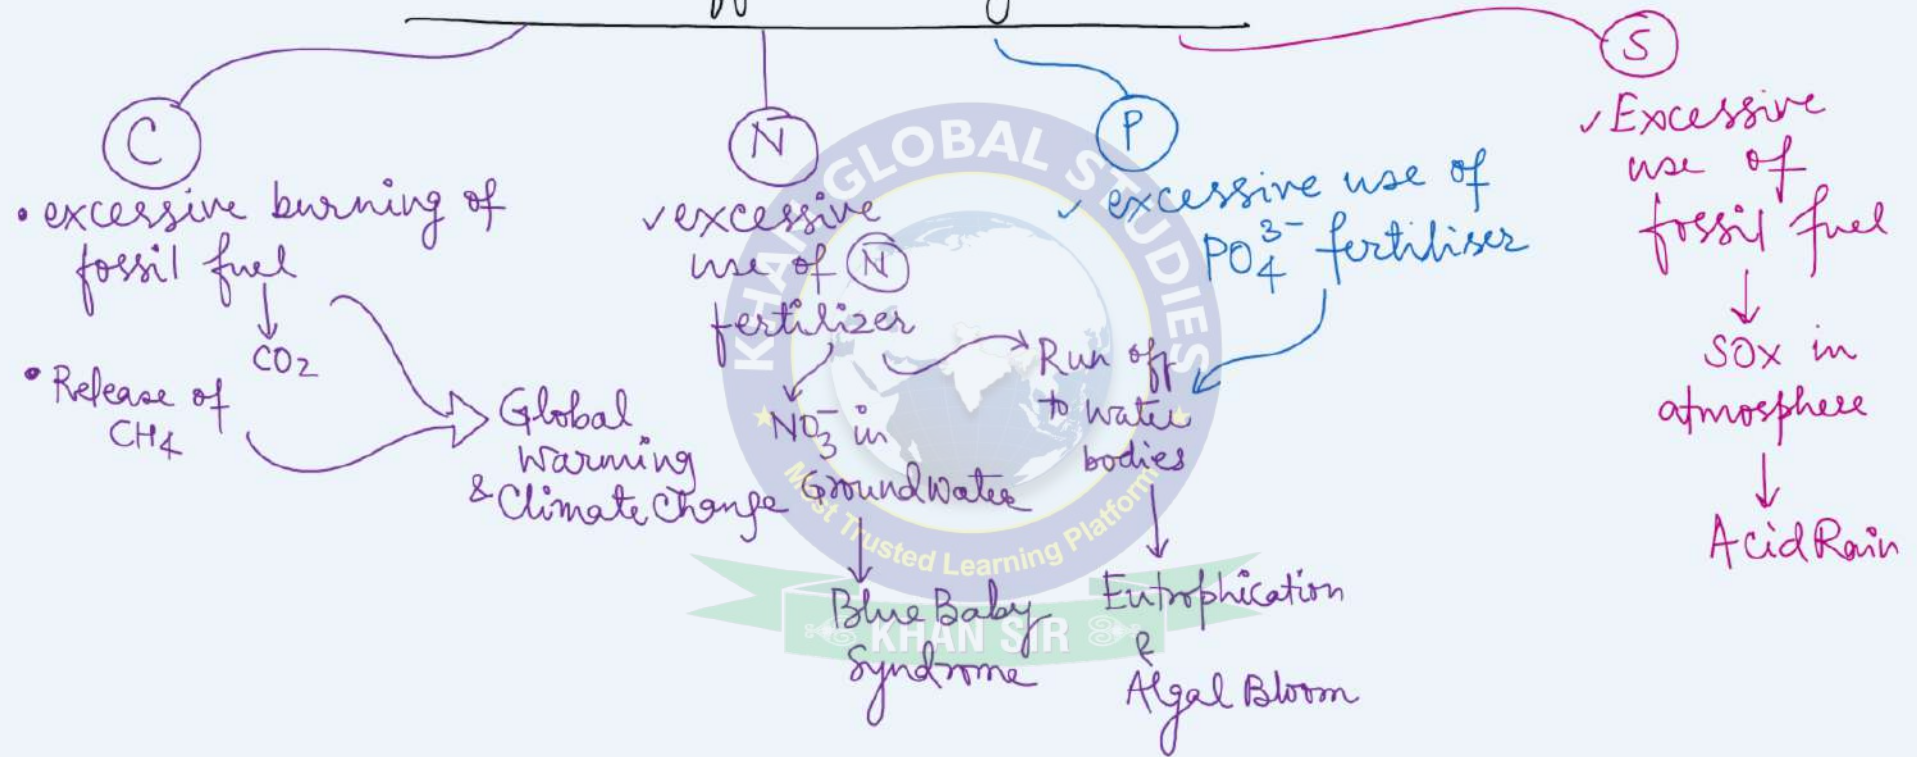 C
• excessive burning of
fossil fuel
CO2
• Release of
CH4
Global
Warming
& Climate Change
N
✓ excessive
use of N
fertilizer
NO3- in
Ground Water
Blue Baby
Syndrome
Run off
to water
bodies
Eutrophication
&
Algal Bloom
P
✓ excessive use of
PO4 3- fertiliser
S
✓ Excessive
use of
fossil fuel
SOx in
atmosphere
Acid Rain
KHAN GLOBAL STUDIES
Most Trusted Learning Platform
KHAN SIR